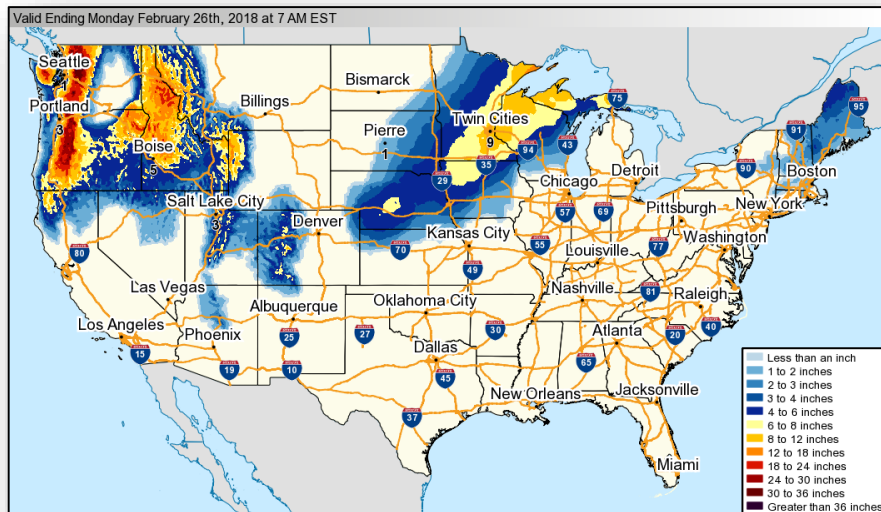 Valid Ending Monday February 26th, 2018 at 7 AM EST
Seattle
1
Portland
3
Billings
Bismarck
Twin Cities
9
75
95
Boise
5
Pierre
1
94
43
91
29
35
90
Boston
Salt Lake City
3
Denver
Chicago
Detroit
57
69
Pittsburgh
1
New York
80
70
Kansas City
55
Louisville
77
Washington
49
Las Vegas
Albuquerque
Oklahoma City
2
Nashville
81
Raleigh
Los Angeles
Phoenix
25
27
30
Atlanta
20
40
15
19
10
Dallas
45
65
37
New Orleans
Jacksonville
Miami
Less than an inch
1 to 2 inches
2 to 3 inches
3 to 4 inches
4 to 6 inches
6 to 8 inches
8 to 12 inches
12 to 18 inches
18 to 24 inches
24 to 30 inches
30 to 36 inches
Greater than 36 inches